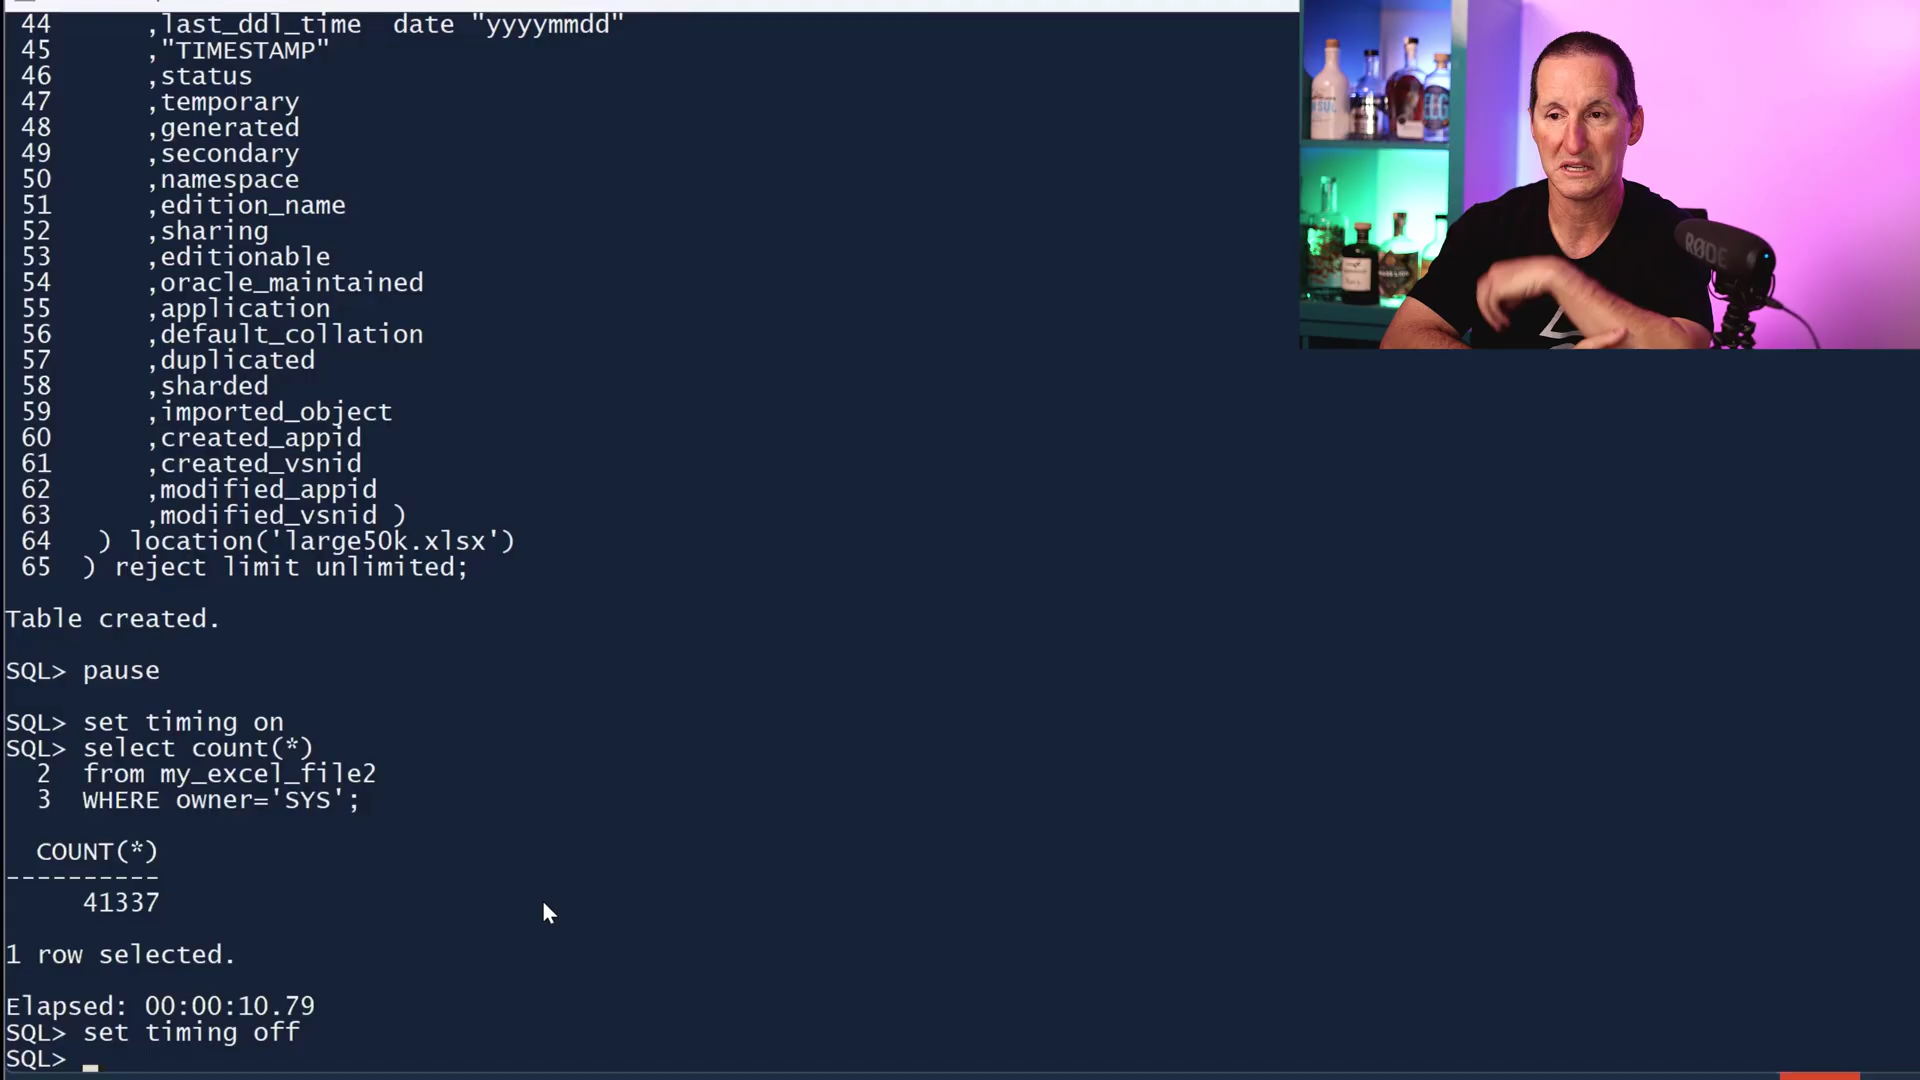 44      ,last_ddl_time  date "yyyymmdd"
45      ,"TIMESTAMP"
46      ,status
47      ,temporary
48      ,generated
49      ,secondary
50      ,namespace
51      ,edition_name
52      ,sharing
53      ,editionable
54      ,oracle_maintained
55      ,application
56      ,default_collation
57      ,duplicated
58      ,sharded
59      ,imported_object
60      ,created_appid
61      ,created_vsnid
62      ,modified_appid
63      ,modified_vsnid )
64   ) location('large50k.xlsx')
65  ) reject limit unlimited;
Table created.
SQL> pause
SQL> set timing on
SQL> select count(*)
2  from my_excel_file2
3  WHERE owner='SYS';
COUNT(*)
----------
41337
1 row selected.
Elapsed: 00:00:10.79
SQL> set timing off
SQL>
RØDE